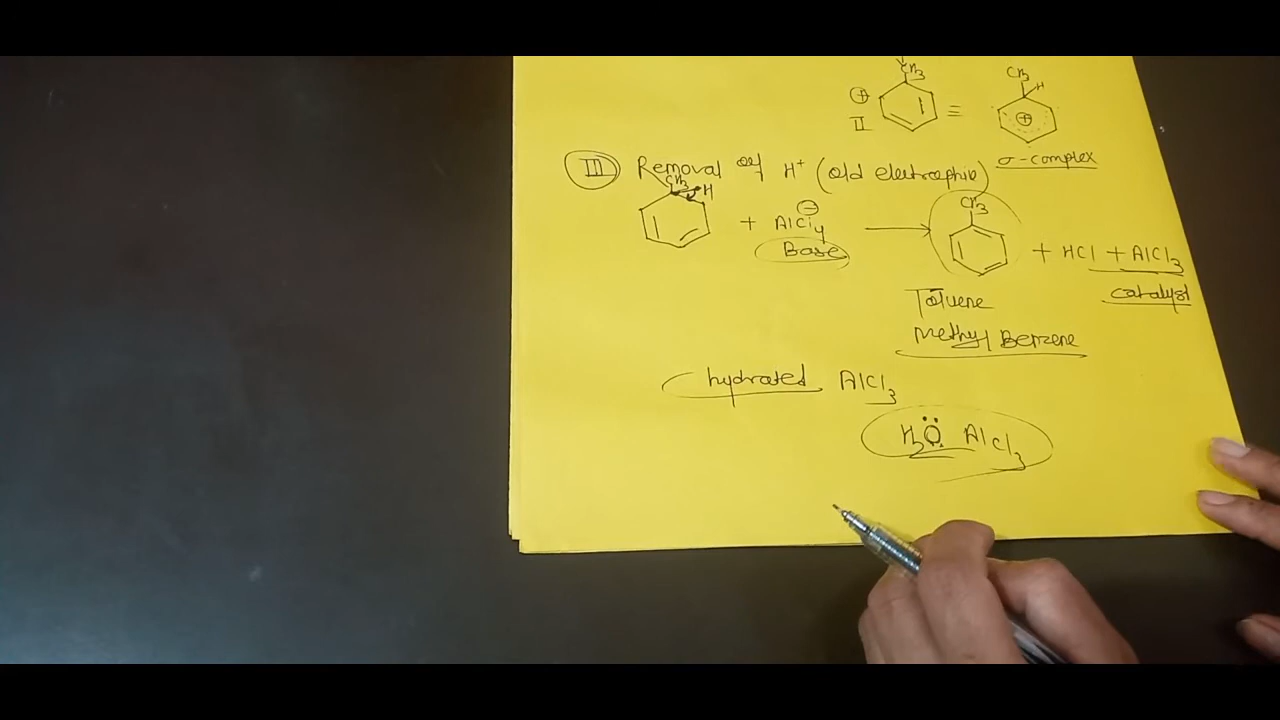 CH3
CH3
H
⊕
II
≡
⊕
σ-complex
III Removal of H⁺ (old electrophile)
CH3
H
CH3
+ AlCl4⊖
+ HCl + AlCl3
Base
catalyst
Toluene
Methyl Benzene
hydrated AlCl3
H2Ö AlCl3